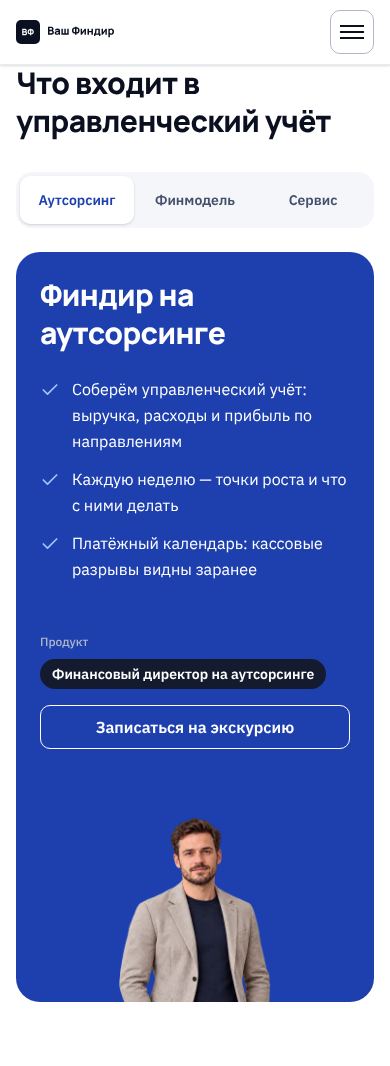 ВФ Ваш Финдир
Что входит в
управленческий учёт
Аутсорсинг Финмодель Сервис
Финдир на
аутсорсинге
Соберём управленческий учёт:
выручка, расходы и прибыль по
направлениям
Каждую неделю — точки роста и что
с ними делать
Платёжный календарь: кассовые
разрывы видны заранее
Продукт
Финансовый директор на аутсорсинге
Записаться на экскурсию